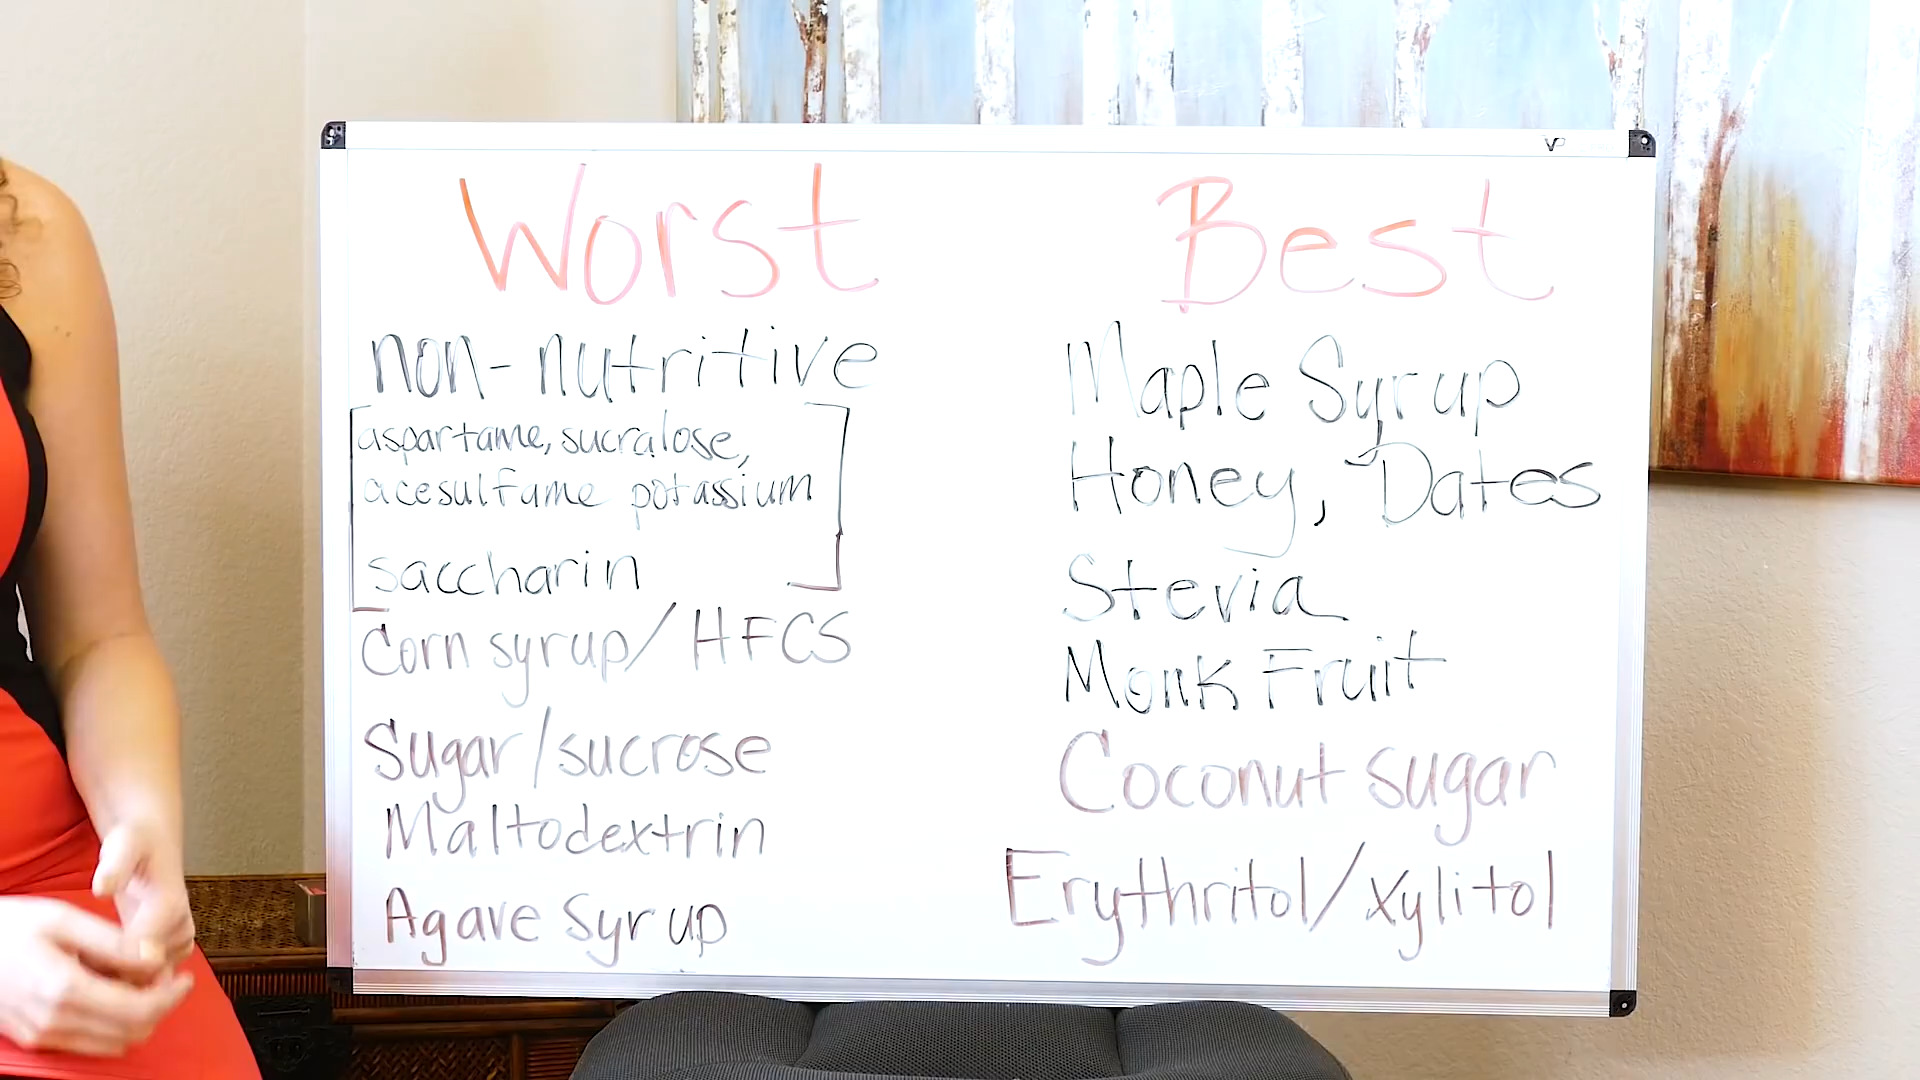 Worst
non-nutritive
aspartame, sucralose,
acesulfame potassium
saccharin
Corn syrup/HFCS
Sugar/sucrose
Maltodextrin
Agave Syrup
Best
Maple Syrup
Honey, Dates
Stevia
Monk Fruit
Coconut sugar
Erythritol/xylitol